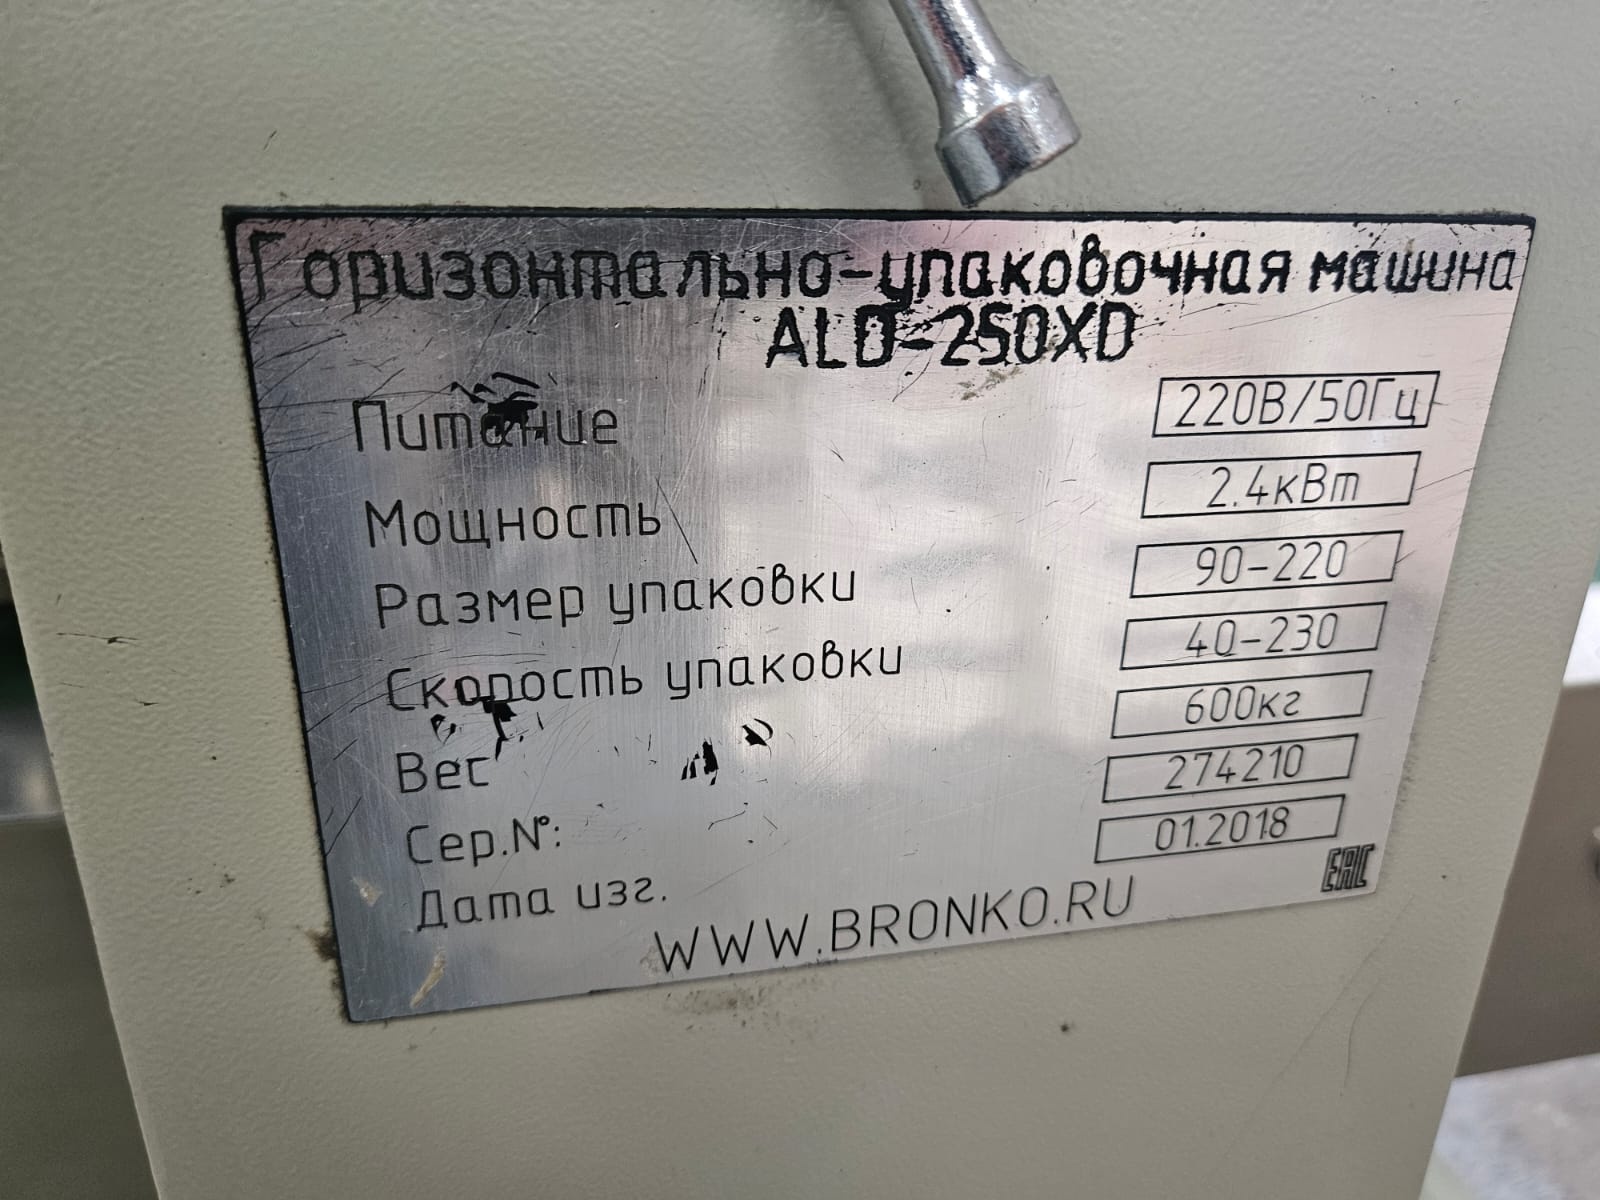 Горизонтально-упаковочная машина
ALD-250XD
Питание 220В/50Гц
Мощность 2.4кВт
Размер упаковки 90-220
Скорость упаковки 40-230
Вес 600кг
Сер.№: 274210
Дата изг. 01.2018
EAC
WWW.BRONKO.RU